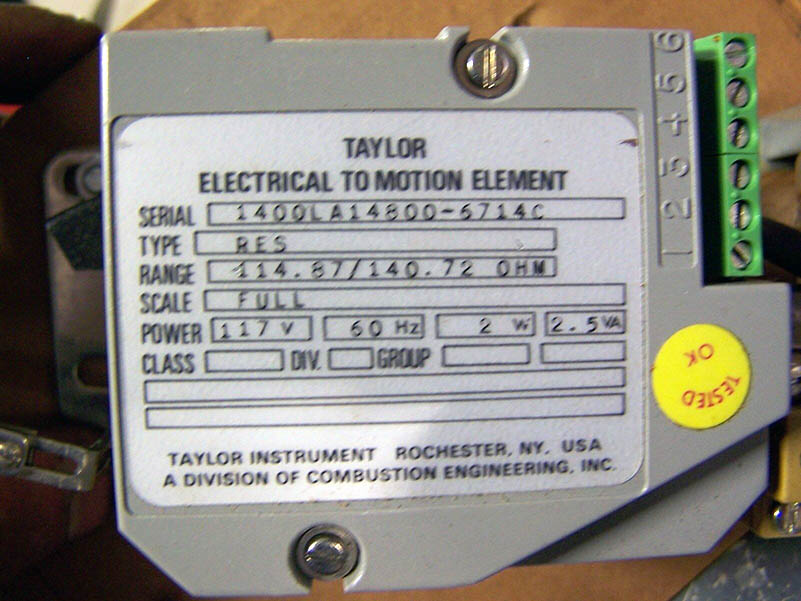 TAYLOR
ELECTRICAL TO MOTION ELEMENT
SERIAL 1400LA14800-6714C
TYPE RES
RANGE 114.87/140.72 OHM
SCALE FULL
POWER 117 V 60 Hz 2 W 2.5 VA
CLASS DIV. GROUP
TAYLOR INSTRUMENT ROCHESTER, NY. USA
A DIVISION OF COMBUSTION ENGINEERING, INC.
1 2 3 4 5 6
TESTED
OK